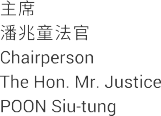 主席
潘兆童法官
Chairperson
The Hon. Mr. Justice
POON Siu-tung